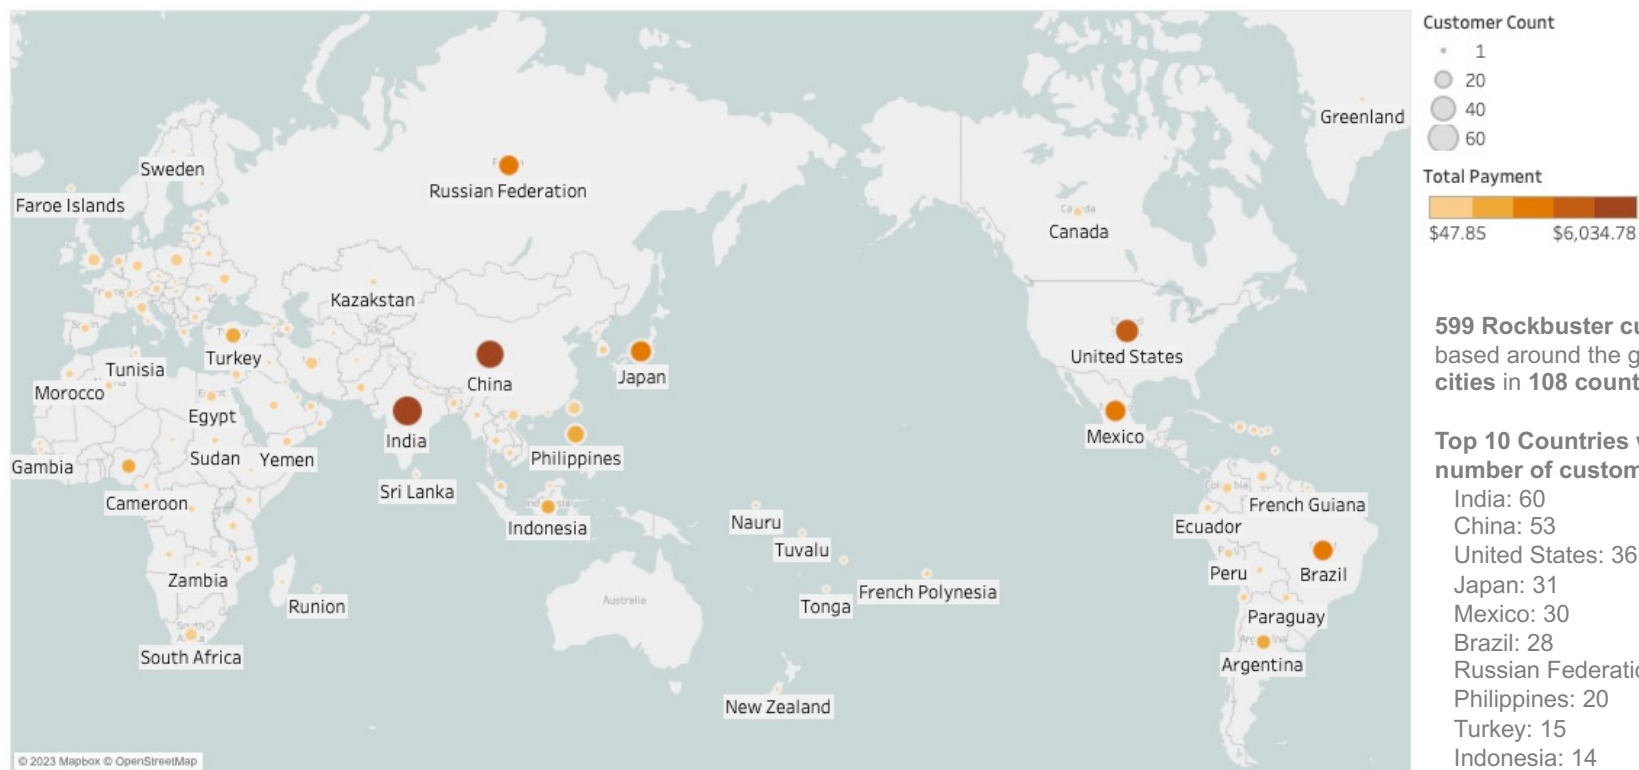 Greenland
Sweden
Faroe Islands
Russian Federation
Canada
Kazakstan
United States
Turkey
Tunisia
Morocco
China
Japan
Egypt
India
Mexico
Gambia
Sudan
Yemen
Philippines
Sri Lanka
Cameroon
French Guiana
Indonesia
Nauru
Ecuador
Tuvalu
Zambia
Peru
Brazil
French Polynesia
Runion
Tonga
Australia
Paraguay
South Africa
Argentina
New Zealand
© 2023 Mapbox © OpenStreetMap
Customer Count
1
20
40
60
Total Payment
$47.85 $6,034.78
599 Rockbuster cu
based around the g
cities in 108 count
Top 10 Countries
number of custom
India: 60
China: 53
United States: 36
Japan: 31
Mexico: 30
Brazil: 28
Russian Federatio
Philippines: 20
Turkey: 15
Indonesia: 14